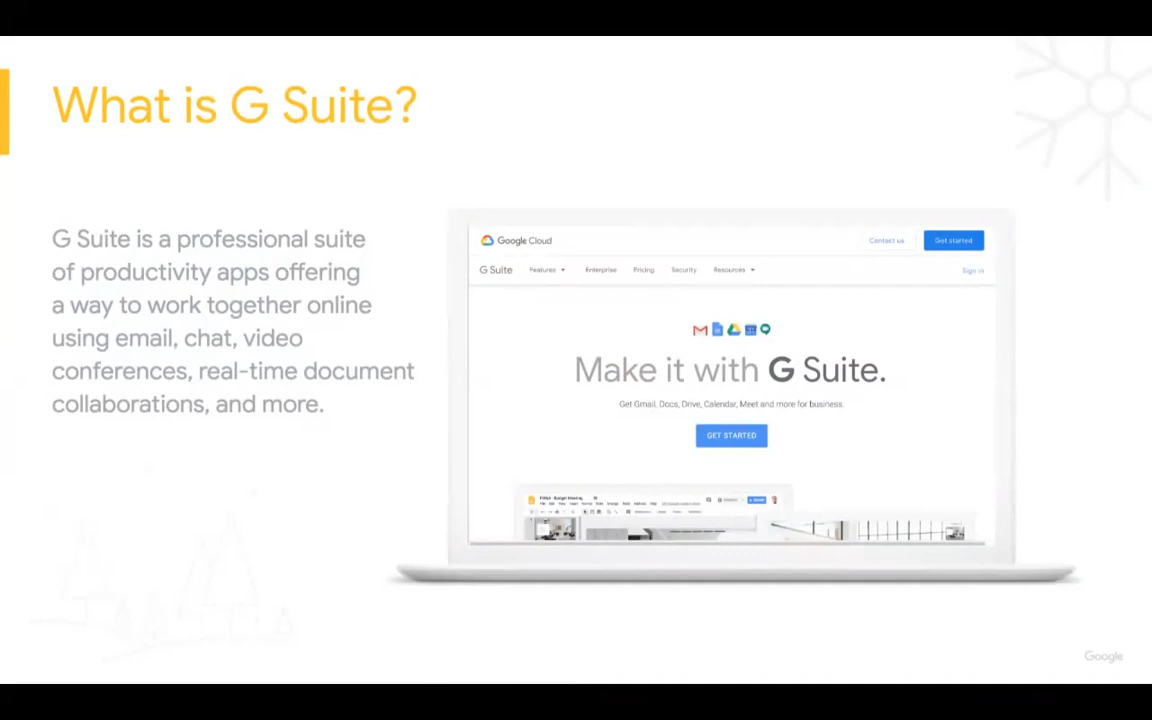 What is G Suite?
G Suite is a professional suite
of productivity apps offering
a way to work together online
using email, chat, video
conferences, real-time document
collaborations, and more.
Google Cloud
Contact us
Get started
G Suite
Features
Enterprise
Pricing
Security
Resources
Sign in
Make it with G Suite.
Get Gmail, Docs, Drive, Calendar, Meet and more for business.
GET STARTED
Google